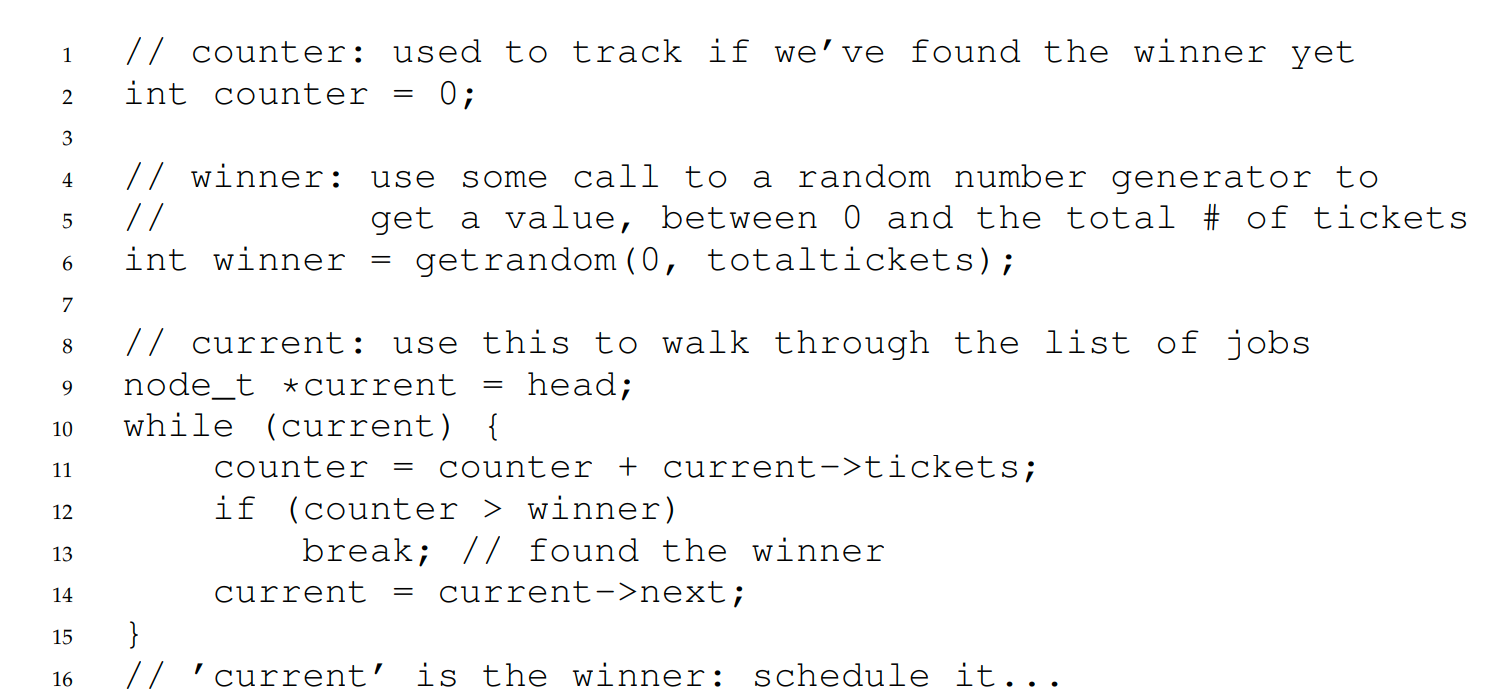 1 // counter: used to track if we’ve found the winner yet
2 int counter = 0;
3
4 // winner: use some call to a random number generator to
5 //         get a value, between 0 and the total # of tickets
6 int winner = getrandom(0, totaltickets);
7
8 // current: use this to walk through the list of jobs
9 node_t *current = head;
10 while (current) {
11     counter = counter + current->tickets;
12     if (counter > winner)
13         break; // found the winner
14     current = current->next;
15 }
16 // ’current’ is the winner: schedule it...